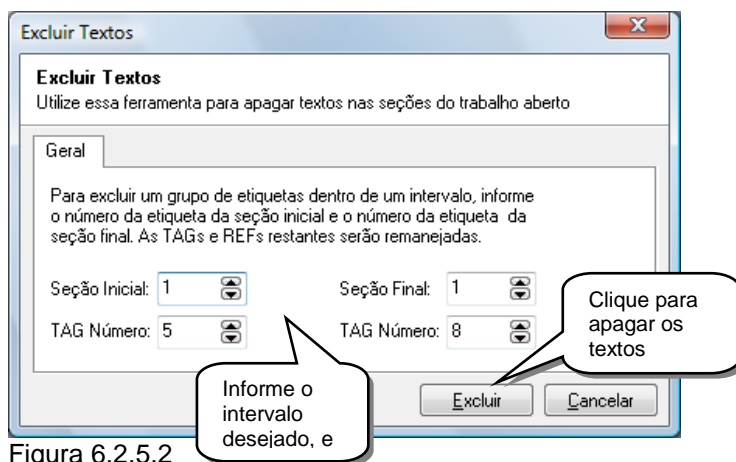 Excluir Textos
Excluir Textos
Utilize essa ferramenta para apagar textos nas seções do trabalho aberto
Geral
Para excluir um grupo de etiquetas dentro de um intervalo, informe
o número da etiqueta da seção inicial e o número da etiqueta da
seção final. As TAGs e REFs restantes serão remanejadas.
Seção Inicial: 1 Seção Final: 1
TAG Número: 5 TAG Número: 8
Clique para
apagar os
textos
Informe o
intervalo
desejado, e
Excluir Cancelar
Figura 6.2.5.2